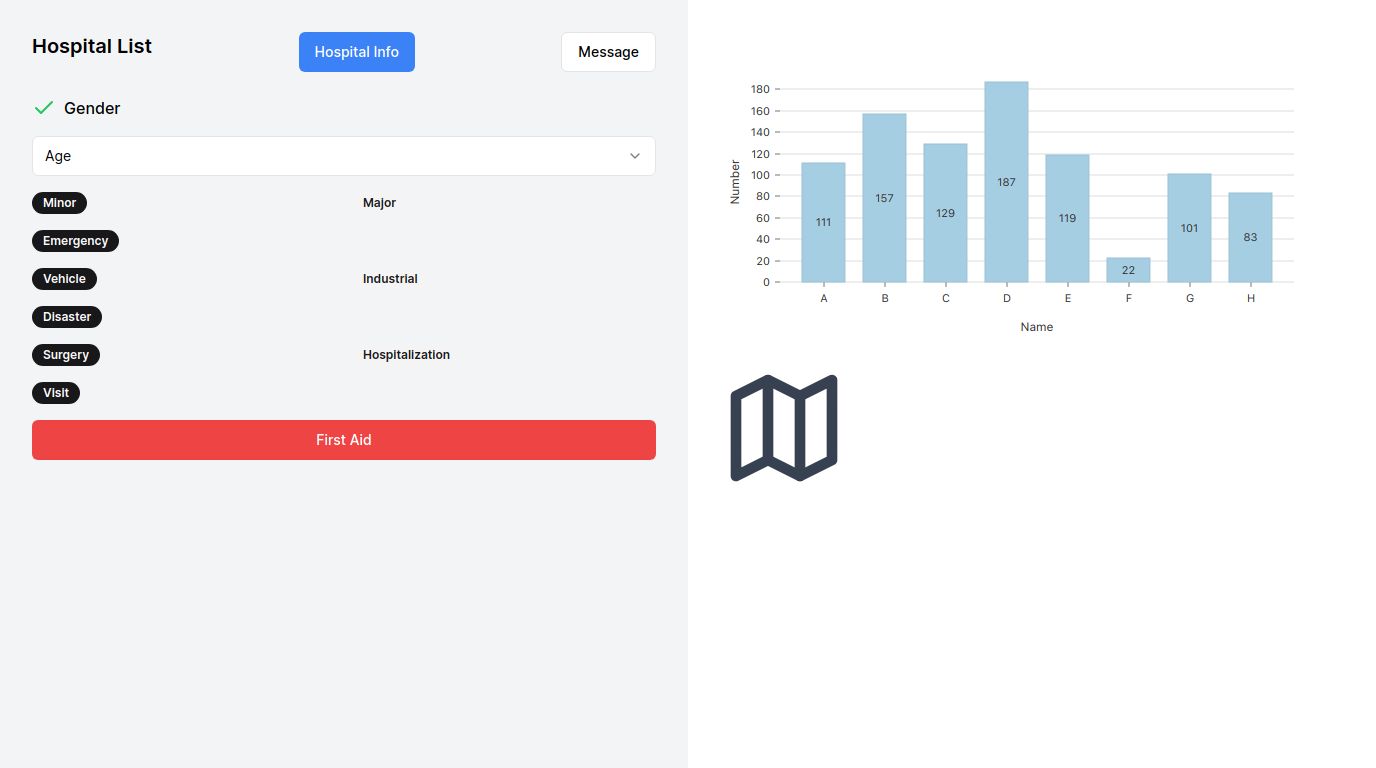 Hospital List
Hospital Info
Message
Gender
Age
Minor
Major
Emergency
Vehicle
Industrial
Disaster
Surgery
Hospitalization
Visit
First Aid
180
160
140
120
100
80
60
40
20
0
Number
111
157
129
187
119
22
101
83
A B C D E F G H
Name